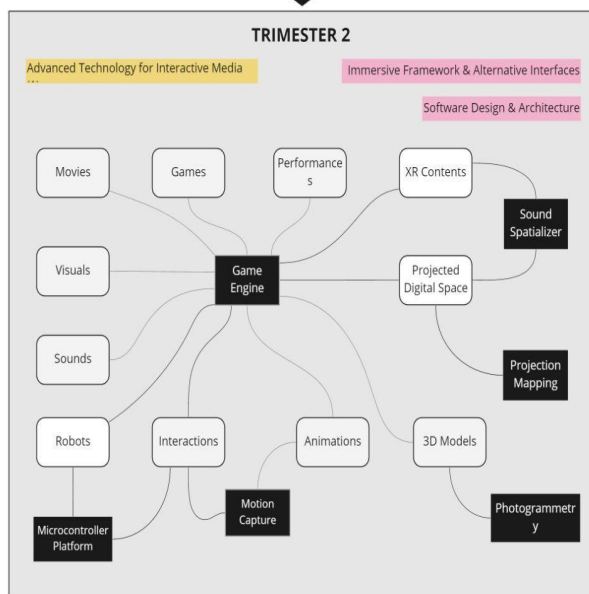 TRIMESTER 2
Advanced Technology for Interactive Media
Immersive Framework & Alternative Interfaces
Software Design & Architecture
Movies
Games
Performance
s
XR Contents
Sound
Spatializer
Visuals
Game
Engine
Projected
Digital Space
Sounds
Projection
Mapping
Robots
Interactions
Animations
3D Models
Microcontroller
Platform
Motion
Capture
Photogrammetr
y